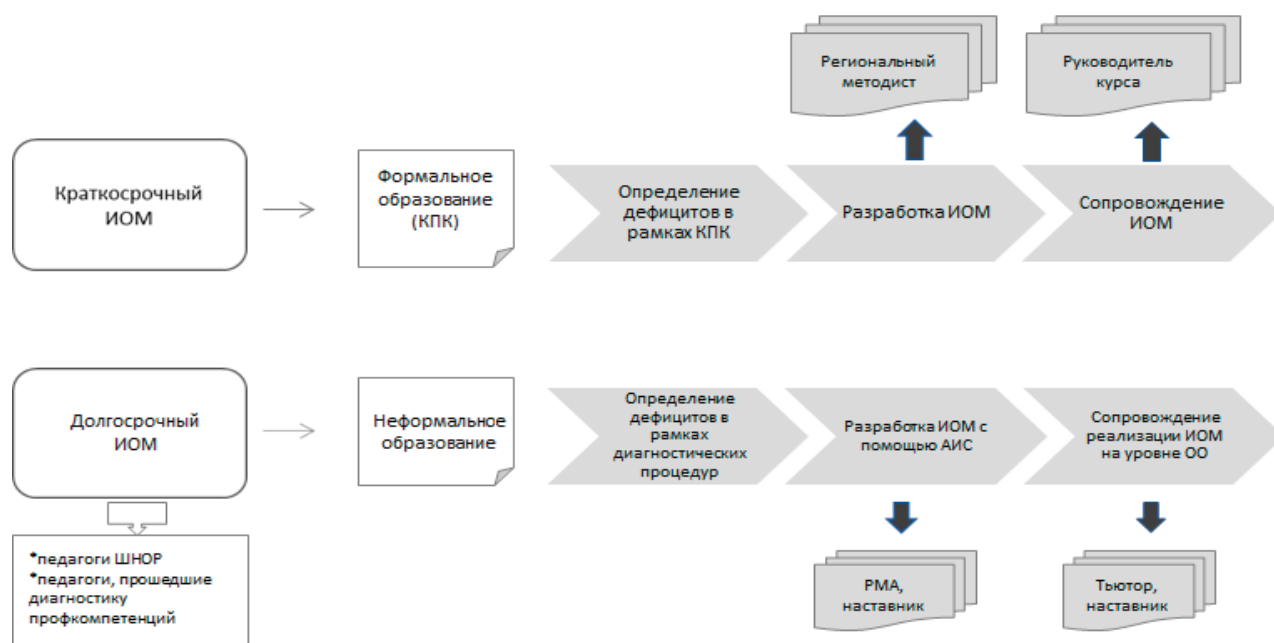 Региональный
методист
Руководитель
курса
Краткосрочный
ИОМ
Формальное
образование
(КПК)
Определение
дефицитов в
рамках КПК
Разработка ИОМ
Сопровождение
ИОМ
Долгосрочный
ИОМ
Неформальное
образование
Определение
дефицитов в
рамках
диагностических
процедур
Разработка ИОМ с
помощью АИС
Сопровождение
реализации ИОМ
на уровне ОО
*педагоги ШНОР
*педагоги, прошедшие
диагностику
профкомпетенций
РМА,
наставник
Тьютор,
наставник